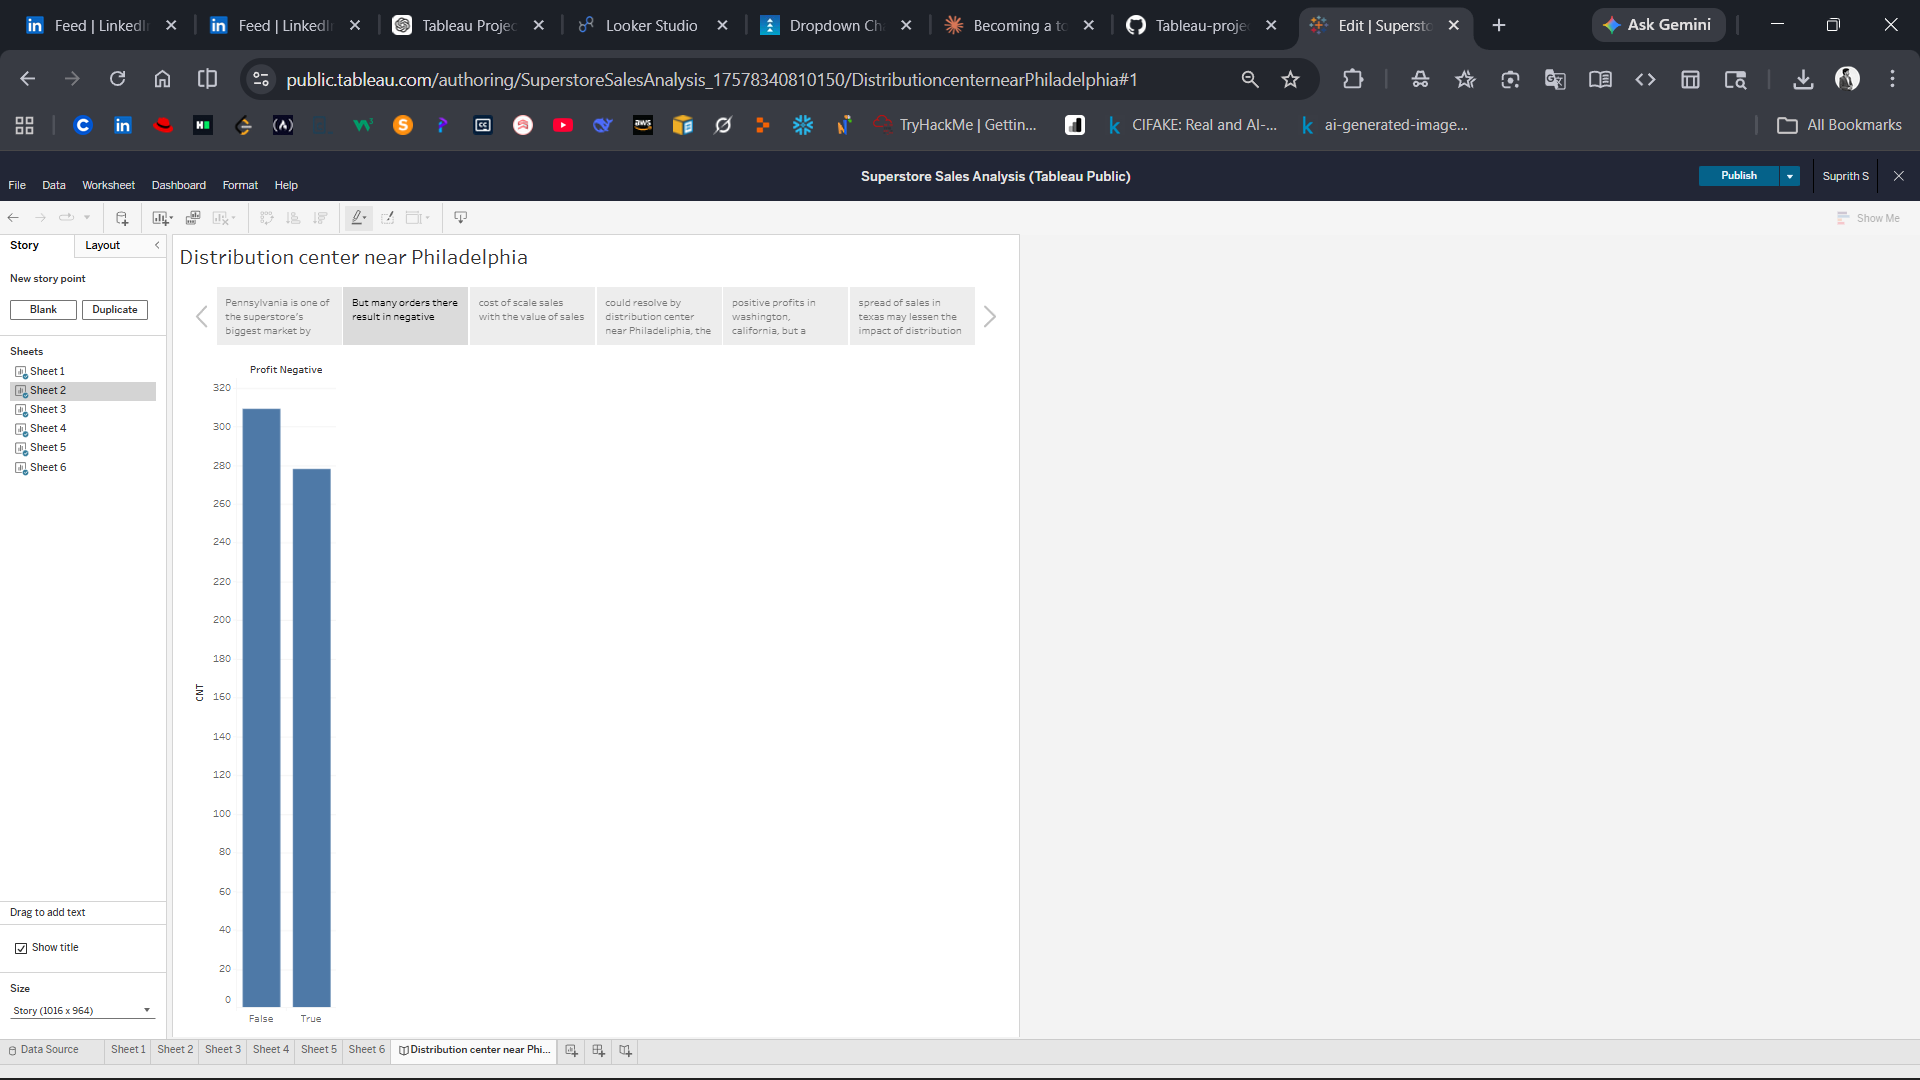 Feed | LinkedI
Feed | LinkedI
Tableau Projec
Looker Studio
Dropdown Ch
Becoming a to
Tableau-proje
Edit | Supersto
Ask Gemini
public.tableau.com/authoring/SuperstoreSalesAnalysis_17578340810150/DistributioncenternearPhiladelphia#1
TryHackMe | Gettin...
CIFAKE: Real and AI-...
ai-generated-image...
All Bookmarks
Superstore Sales Analysis (Tableau Public)
Publish
Suprith S
File
Data
Worksheet
Dashboard
Format
Help
Show Me
Story
Layout
New story point
Blank
Duplicate
Sheets
Sheet 1
Sheet 2
Sheet 3
Sheet 4
Sheet 5
Sheet 6
Drag to add text
Show title
Size
Story (1016 x 964)
Distribution center near Philadelphia
Pennsylvania is one of
the superstore's
biggest market by
But many orders there
result in negative
cost of scale sales
with the value of sales
could resolve by
distribution center
near Philadeliphia, the
positive profits in
washington,
california, but a
spread of sales in
texas may lessen the
impact of distribution
Profit Negative
320
300
280
260
240
220
200
180
160
140
120
100
80
60
40
20
0
CNT
False
True
Data Source
Sheet 1
Sheet 2
Sheet 3
Sheet 4
Sheet 5
Sheet 6
Distribution center near Phi...